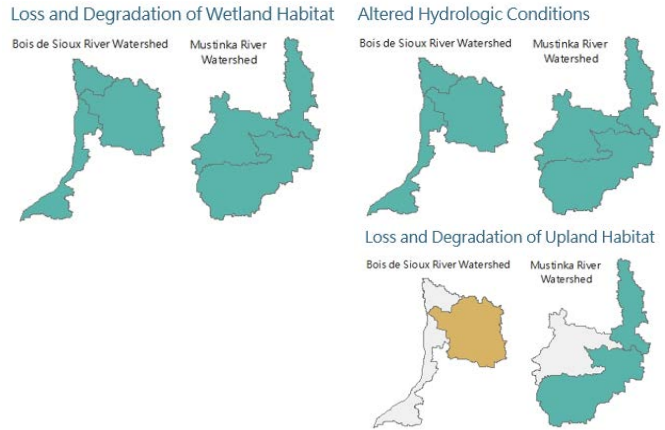 Loss and Degradation of Wetland Habitat
Bois de Sioux River Watershed
Mustinka River
Watershed
Altered Hydrologic Conditions
Bois de Sioux River Watershed
Mustinka River
Watershed
Loss and Degradation of Upland Habitat
Bois de Sioux River Watershed
Mustinka River
Watershed